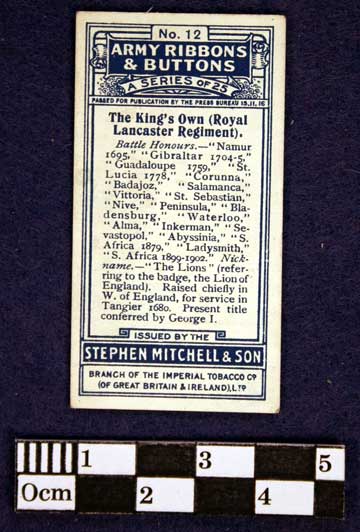 No. 12
ARMY RIBBONS
& BUTTONS
A SERIES OF 25
PASSED FOR PUBLICATION BY THE PRESS BUREAU 15.11.16
The King's Own (Royal
Lancaster Regiment).
Battle Honours.—"Namur
1695," "Gibraltar 1704-5,"
"Guadaloupe 1759," "St.
Lucia 1778," "Corunna,"
"Badajoz," "Salamanca,"
"Vittoria," "St. Sebastian,"
"Nive," "Peninsula," "Bla-
densburg," "Waterloo,"
"Alma," "Inkerman," "Se-
vastopol," "Abyssinia," "S.
Africa 1879," "Ladysmith,"
"S. Africa 1899-1902." Nick-
name.—"The Lions" (refer-
ring to the badge, the Lion of
England). Raised chiefly in
W. of England, for service in
Tangier 1680. Present title
conferred by George I.
ISSUED BY THE
STEPHEN MITCHELL & SON
BRANCH OF THE IMPERIAL TOBACCO Co
(OF GREAT BRITAIN & IRELAND), LTD
1 3 5
0cm 2 4